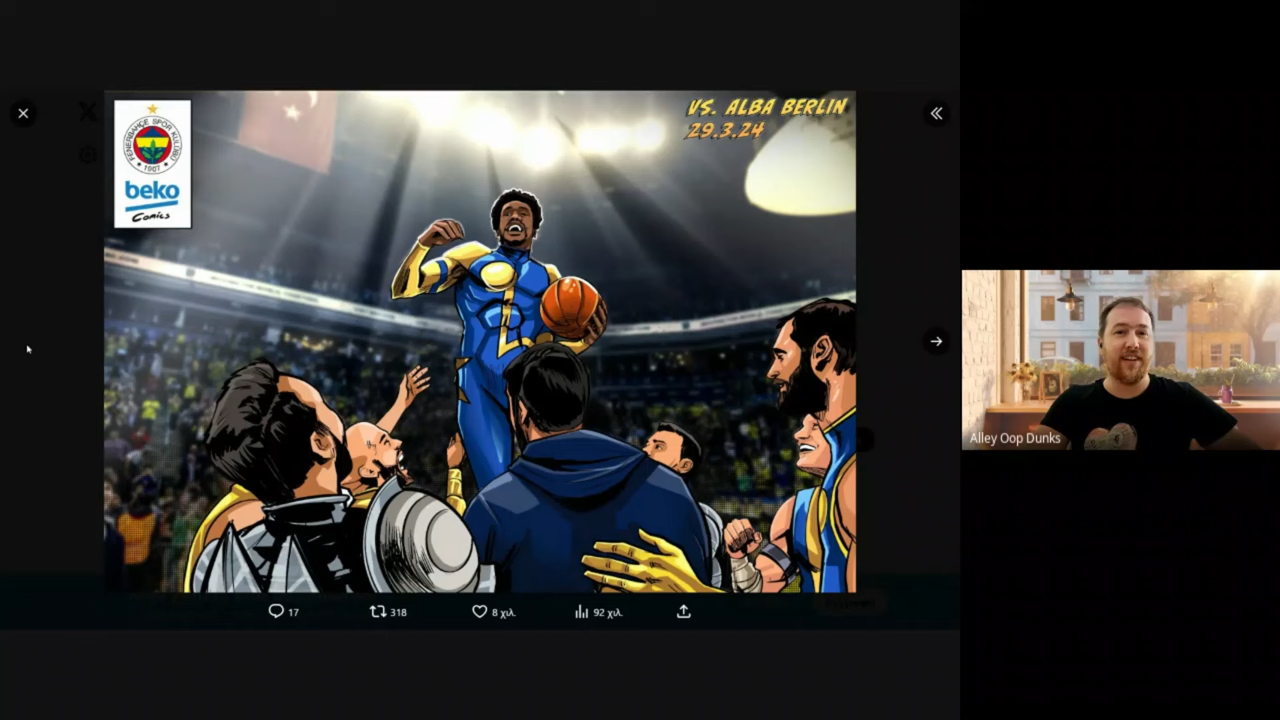 VS. ALBA BERLIN
29.3.24
FENERBAHÇE SPOR KULÜBÜ
1907
beko
Comics
Alley Oop Dunks
17
318
8 χιλ.
92 χιλ.